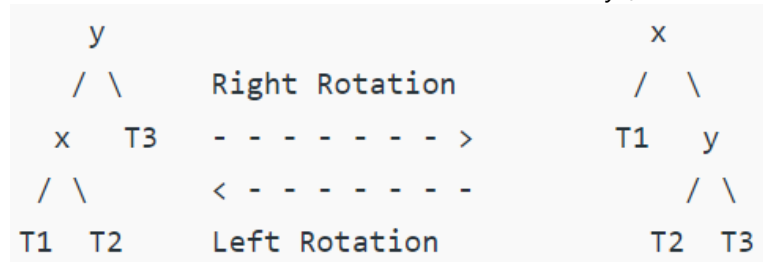 y x
/ \ Right Rotation / \
x T3 - - - - - - - > T1 y
/ \ < - - - - - - - / \
T1 T2 Left Rotation T2 T3